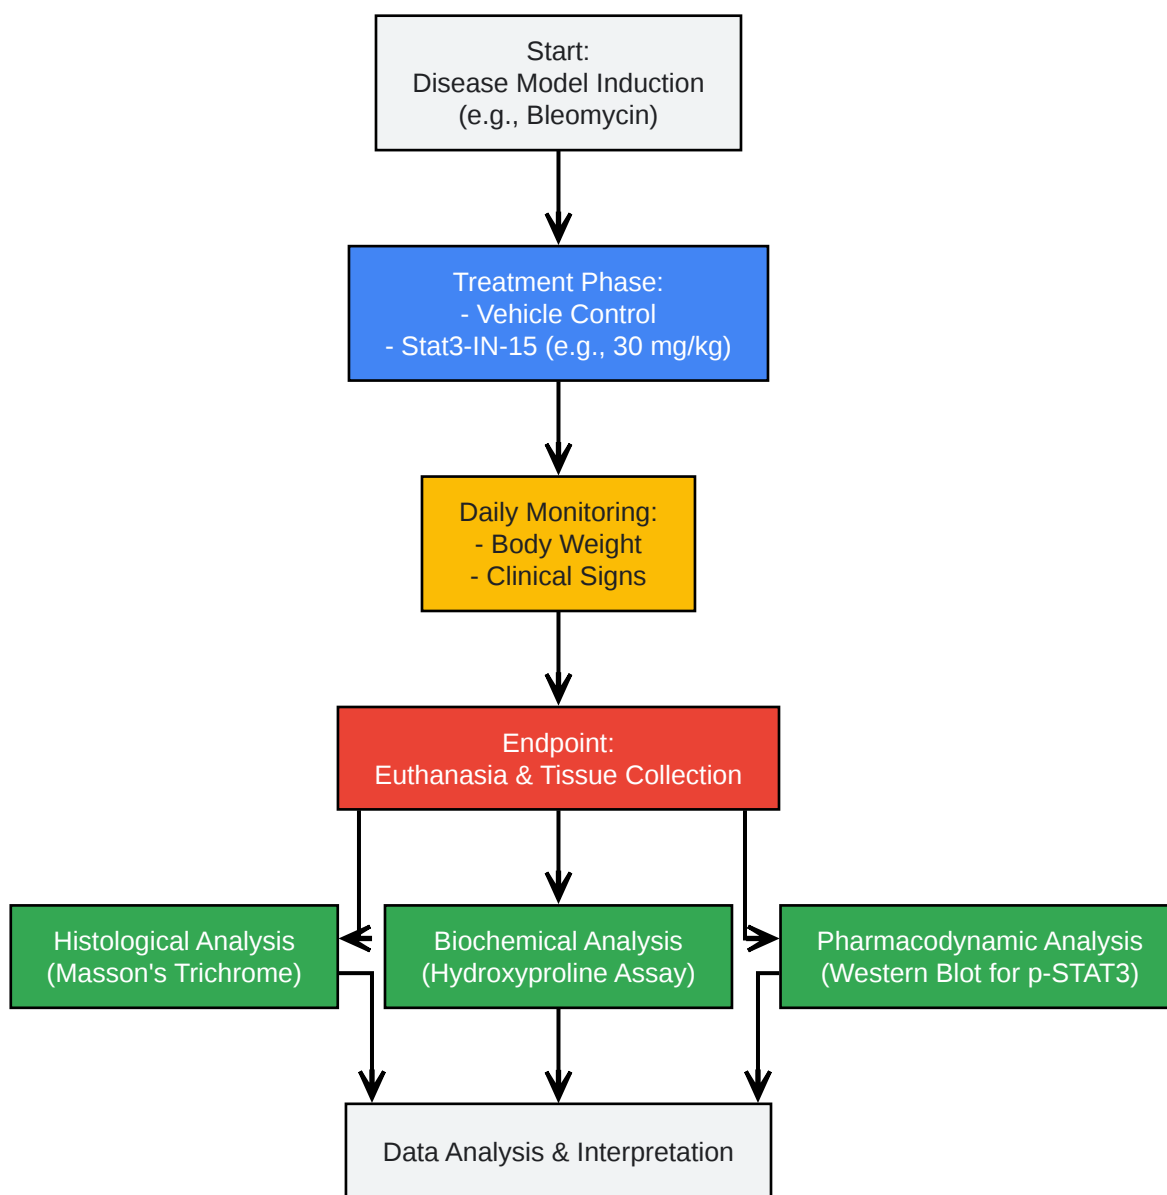 Start:
Disease Model Induction
(e.g., Bleomycin)
Treatment Phase:
- Vehicle Control
- Stat3-IN-15 (e.g., 30 mg/kg)
Daily Monitoring:
- Body Weight
- Clinical Signs
Endpoint:
Euthanasia & Tissue Collection
Histological Analysis
(Masson's Trichrome)
Biochemical Analysis
(Hydroxyproline Assay)
Pharmacodynamic Analysis
(Western Blot for p-STAT3)
Data Analysis & Interpretation